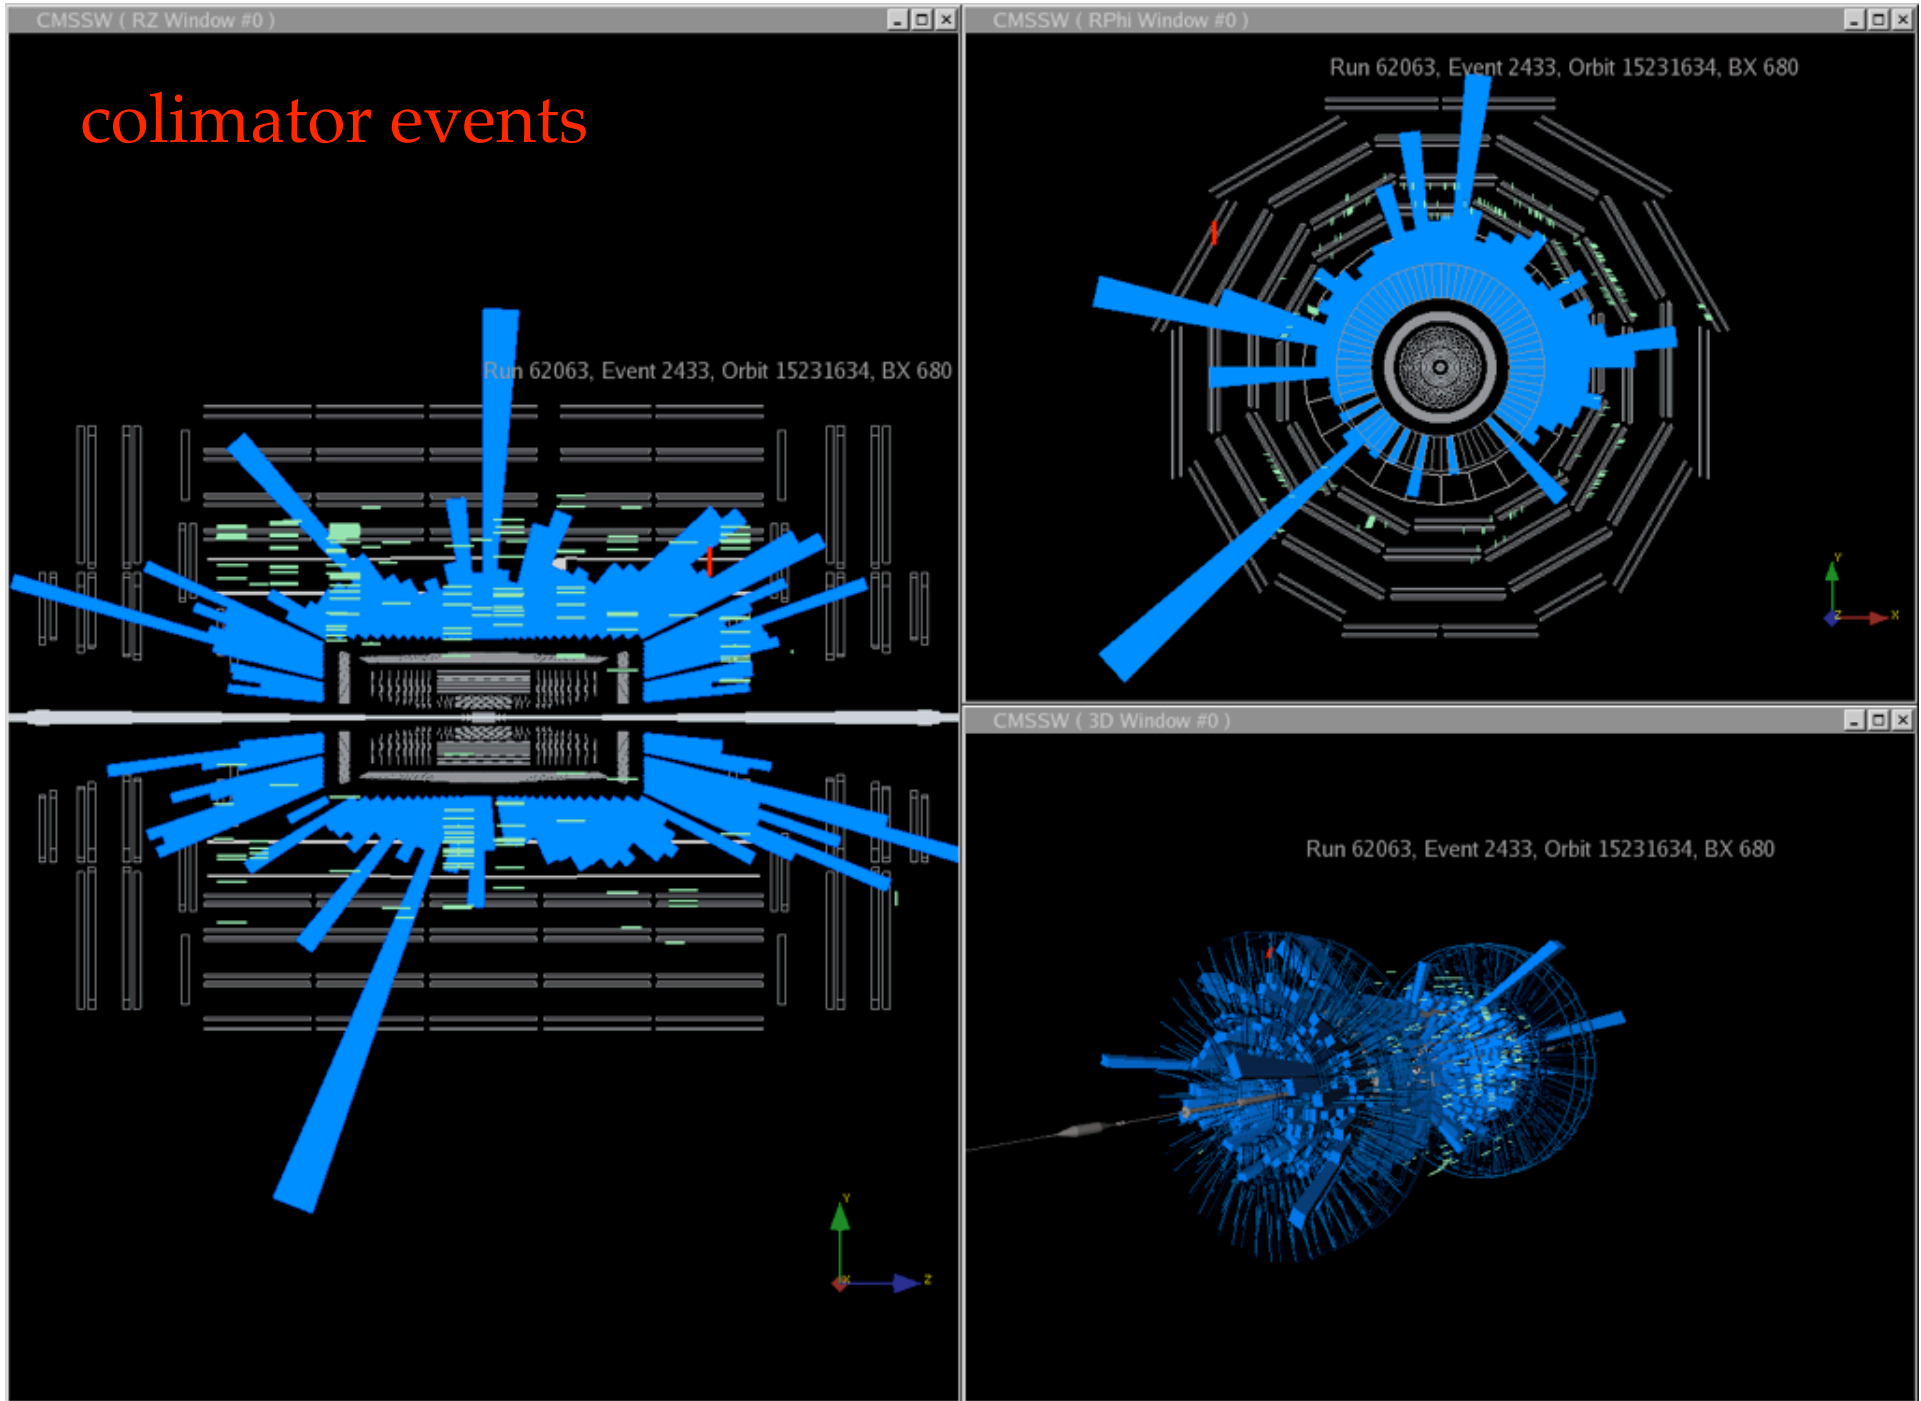 CMSSW ( RZ Window #0 )
colimator events
Run 62063, Event 2433, Orbit 15231634, BX 680
Y
X
Z
CMSSW ( RPhi Window #0 )
Run 62063, Event 2433, Orbit 15231634, BX 680
Y
Z
X
CMSSW ( 3D Window #0 )
Run 62063, Event 2433, Orbit 15231634, BX 680